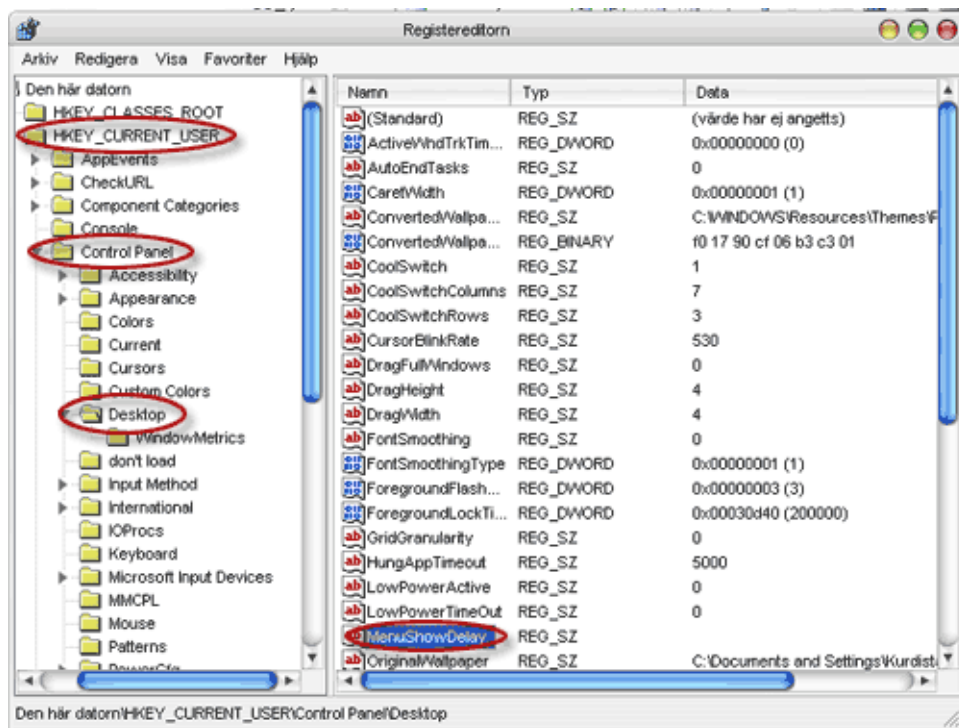 Registereditorn
Arkiv Redigera Visa Favoriter Hjälp
Den här datorn
HKEY_CLASSES_ROOT
HKEY_CURRENT_USER
AppEvents
CheckURL
Component Categories
Console
Control Panel
Accessibility
Appearance
Colors
Current
Cursors
Custom Colors
Desktop
WindowMetrics
don't load
Input Method
International
IOProcs
Keyboard
Microsoft Input Devices
MMCPL
Mouse
Patterns
PowerCfg
Namn Typ Data
(Standard) REG_SZ (värde har ej angetts)
ActiveWndTrkTim... REG_DWORD 0x00000000 (0)
AutoEndTasks REG_SZ 0
CaretWidth REG_DWORD 0x00000001 (1)
ConvertedWallpa... REG_SZ C:\WINDOWS\Resources\Themes\
ConvertedWallpa... REG_BINARY f0 17 90 cf 06 b3 c3 01
CoolSwitch REG_SZ 1
CoolSwitchColumns REG_SZ 7
CoolSwitchRows REG_SZ 3
CursorBlinkRate REG_SZ 530
DragFullWindows REG_SZ 0
DragHeight REG_SZ 4
DragWidth REG_SZ 4
FontSmoothing REG_SZ 0
FontSmoothingType REG_DWORD 0x00000001 (1)
ForegroundFlash... REG_DWORD 0x00000003 (3)
ForegroundLockTi... REG_DWORD 0x00030d40 (200000)
GridGranularity REG_SZ 0
HungAppTimeout REG_SZ 5000
LowPowerActive REG_SZ 0
LowPowerTimeOut REG_SZ 0
MenuShowDelay REG_SZ
OriginalWallpaper REG_SZ C:\Documents and Settings\Kurdist
Den här datorn\HKEY_CURRENT_USER\Control Panel\Desktop